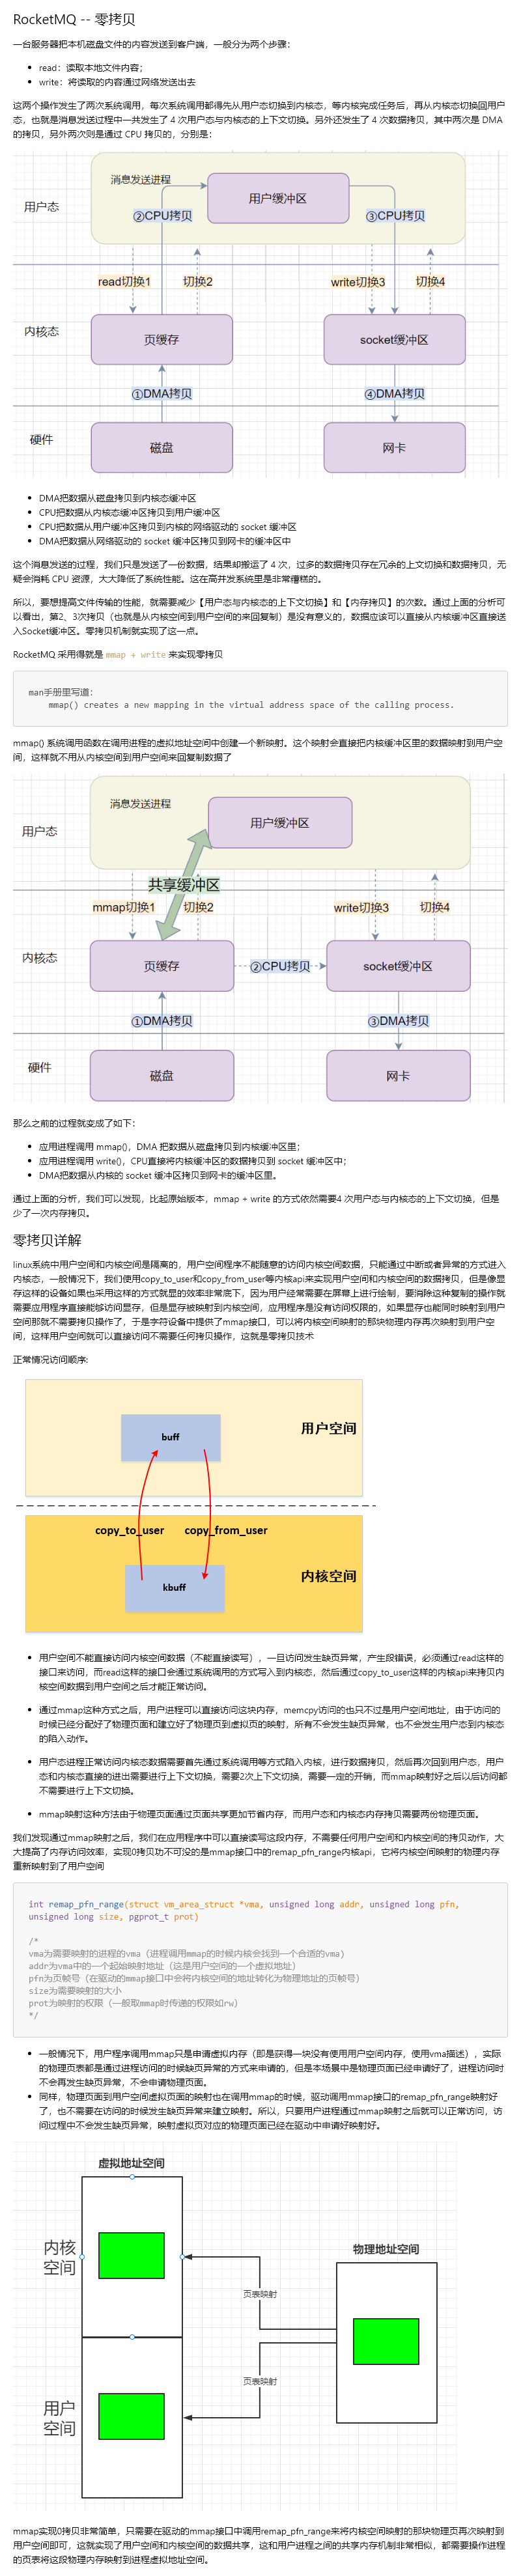 RocketMQ -- 零拷贝
一台服务器把本机磁盘文件的内容发送到客户端，一般分为两个步骤：
read：读取本地文件内容；
write：将读取的内容通过网络发送出去
这两个操作发生了两次系统调用，每次系统调用都得先从用户态切换到内核态，等内核完成任务后，再从内核态切换回用户
态，也就是消息发送过程中一共发生了 4 次用户态与内核态的上下文切换。另外还发生了 4 次数据拷贝，其中两次是 DMA
的拷贝，另外两次则是通过 CPU 拷贝的，分别是：
消息发送进程
用户缓冲区
用户态
②CPU拷贝
③CPU拷贝
read切换1
切换2
write切换3
切换4
内核态
页缓存
socket缓冲区
①DMA拷贝
④DMA拷贝
硬件
磁盘
网卡
DMA把数据从磁盘拷贝到内核态缓冲区
CPU把数据从内核态缓冲区拷贝到用户缓冲区
CPU把数据从用户缓冲区拷贝到内核的网络驱动的 socket 缓冲区
DMA把数据从网络驱动的 socket 缓冲区拷贝到网卡的缓冲区中
这个消息发送的过程，我们只是发送了一份数据，结果却搬运了 4 次，过多的数据拷贝存在冗余的上文切换和数据拷贝，无
疑会消耗 CPU 资源，大大降低了系统性能。这在高并发系统里是非常糟糕的。
所以，要想提高文件传输的性能，就需要减少【用户态与内核态的上下文切换】和【内存拷贝】的次数。通过上面的分析可
以看出，第2、3次拷贝（也就是从内核空间到用户空间的来回复制）是没有意义的，数据应该可以直接从内核缓冲区直接送
入Socket缓冲区。零拷贝机制就实现了这一点。
RocketMQ 采用得就是 mmap + write 来实现零拷贝
man手册里写道：
mmap() creates a new mapping in the virtual address space of the calling process.
mmap() 系统调用函数在调用进程的虚拟地址空间中创建一个新映射。这个映射会直接把内核缓冲区里的数据映射到用户空
间，这样就不用从内核空间到用户空间来回复制数据了
消息发送进程
用户缓冲区
用户态
共享缓冲区
mmap切换1
切换2
write切换3
切换4
内核态
页缓存
②CPU拷贝
socket缓冲区
①DMA拷贝
③DMA拷贝
硬件
磁盘
网卡
那么之前的过程就变成了如下：
应用进程调用 mmap()，DMA 把数据从磁盘拷贝到内核缓冲区里；
应用进程调用 write()，CPU直接将内核缓冲区的数据拷贝到 socket 缓冲区中；
DMA把数据从内核的 socket 缓冲区拷贝到网卡的缓冲区里。
通过上面的分析，我们可以发现，比起原始版本，mmap + write 的方式依然需要4 次用户态与内核态的上下文切换，但是
少了一次内存拷贝。
零拷贝详解
linux系统中用户空间和内核空间是隔离的，用户空间程序不能随意的访问内核空间数据，只能通过中断或者异常的方式进入
内核态，一般情况下，我们使用copy_to_user和copy_from_user等内核api来实现用户空间和内核空间的数据拷贝，但是像显
存这样的设备如果也采用这样的方式就显的效率非常底下，因为用户经常需要在屏幕上进行绘制，要消除这种复制的操作就
需要应用程序直接能够访问显存，但是显存被映射到内核空间，应用程序是没有访问权限的，如果显存也能同时映射到用户
空间那就不需要拷贝操作了，于是字符设备中提供了mmap接口，可以将内核空间映射的那块物理内存再次映射到用户空
间，这样用户空间就可以直接访问不需要任何拷贝操作，这就是零拷贝技术
正常情况访问顺序:
buff
用户空间
copy_to_user
copy_from_user
kbuff
内核空间
用户空间不能直接访问内核空间数据（不能直接读写），一旦访问发生缺页异常，产生段错误，必须通过read这样的
接口来访问，而read这样的接口会通过系统调用的方式写入到内核态，然后通过copy_to_user这样的内核api来拷贝内
核空间数据到用户空间之后才能正常访问。
通过mmap这种方式之后，用户进程可以直接访问这块内存，memcpy访问的也只不过是用户空间地址，由于访问的
时候已经分配好了物理页面和建立好了物理页到虚拟页的映射，所有不会发生缺页异常，也不会发生用户态到内核态
的陷入动作。
用户态进程正常访问内核态数据需要首先通过系统调用等方式陷入内核，进行数据拷贝，然后再次回到用户态，用户
态和内核态直接的进出需要进行上下文切换，需要2次上下文切换，需要一定的开销，而mmap映射好之后以后访问都
不需要进行上下文切换。
mmap映射这种方法由于物理页面通过页面共享更加节省内存，而用户态和内核态内存拷贝需要两份物理页面。
我们发现通过mmap映射之后，我们在应用程序中可以直接读写这段内存，不需要任何用户空间和内核空间的拷贝动作，大
大提高了内存访问效率，实现0拷贝功不可没的是mmap接口中的remap_pfn_range内核api，它将内核空间映射的物理内存
重新映射到了用户空间
int remap_pfn_range(struct vm_area_struct *vma, unsigned long addr, unsigned long pfn,
unsigned long size, pgprot_t prot)
/*
vma为需要映射的进程的vma（进程调用mmap的时候内核会找到一个合适的vma)
addr为vma中的一个起始映射地址（这是用户空间的一个虚拟地址）
pfn为页帧号（在驱动的mmap接口中会将内核空间的地址转化为物理地址的页帧号）
size为需要映射的大小
prot为映射的权限（一般取mmap时传递的权限如rw）
*/
一般情况下，用户程序调用mmap只是申请虚拟内存（即是获得一块没有使用用户空间内存，使用vma描述），实际
的物理页表都是通过进程访问的时候缺页异常的方式来申请的，但是本场景中是物理页面已经申请好了，进程访问时
不会再发生缺页异常，不会申请物理页面。
同样，物理页面到用户空间虚拟页面的映射也在调用mmap的时候，驱动调用mmap接口的remap_pfn_range映射好
了，也不需要在访问的时候发生缺页异常来建立映射。所以，只要用户进程通过mmap映射之后就可以正常访问，访
问过程中不会发生缺页异常，映射虚拟页对应的物理页面已经在驱动中申请好映射好。
虚拟地址空间
内核
空间
物理地址空间
页表映射
页表映射
用户
空间
mmap实现0拷贝非常简单，只需要在驱动的mmap接口中调用remap_pfn_range来将内核空间映射的那块物理页再次映射到
用户空间即可，这就实现了用户空间和内核空间的数据共享，这和用户进程之间的共享内存机制非常相似，都需要操作进程
的页表将这段物理内存映射到进程虚拟地址空间。